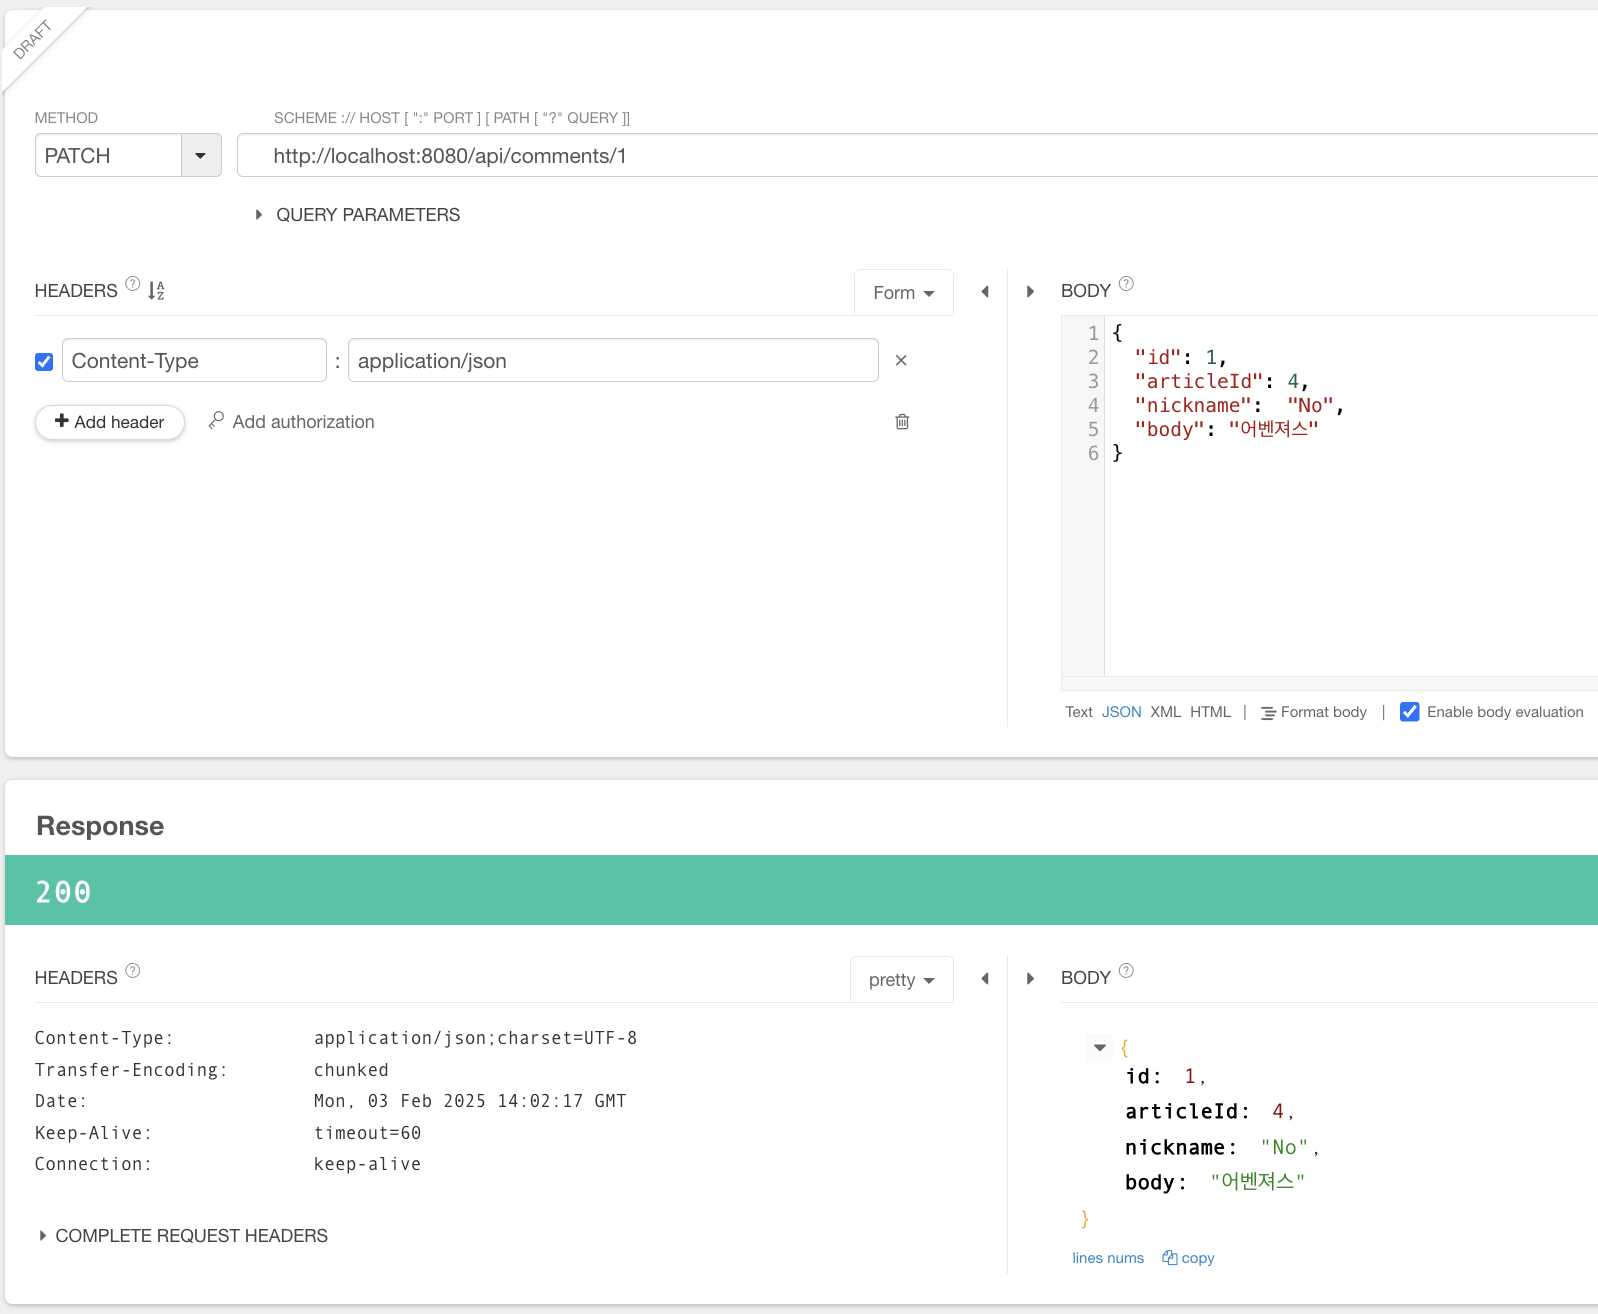 DRAFT
METHOD
SCHEME :// HOST [ ":" PORT ] [ PATH [ "?" QUERY ]]
PATCH
http://localhost:8080/api/comments/1
QUERY PARAMETERS
HEADERS ?
Form
Content-Type : application/json
Add header
Add authorization
BODY ?
1 {
2 "id": 1,
3 "articleId": 4,
4 "nickname":  "No",
5 "body": "어벤져스"
6 }
Text JSON XML HTML | Format body | Enable body evaluation
Response
200
HEADERS ?
pretty
Content-Type: application/json;charset=UTF-8
Transfer-Encoding: chunked
Date: Mon, 03 Feb 2025 14:02:17 GMT
Keep-Alive: timeout=60
Connection: keep-alive
COMPLETE REQUEST HEADERS
BODY ?
{
id: 1,
articleId: 4,
nickname: "No",
body: "어벤져스"
}
lines nums copy